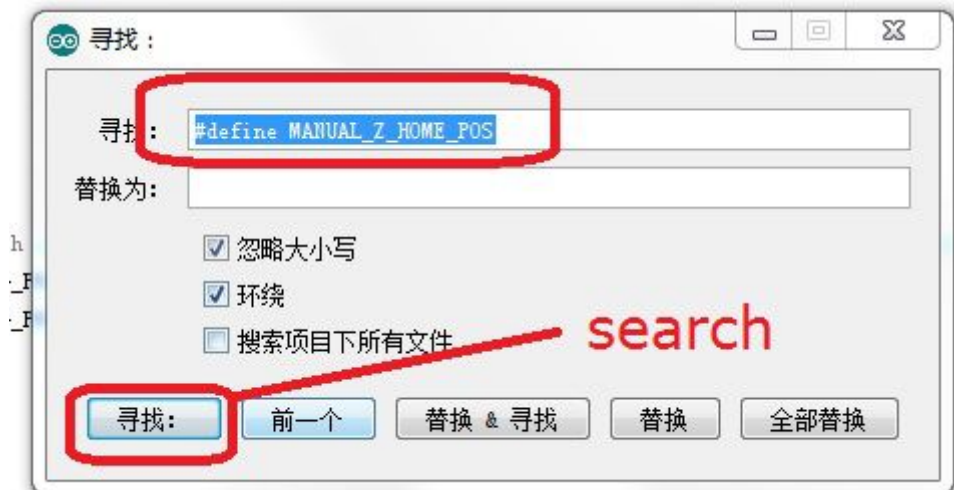 寻找：
寻找：
#define MANUAL_Z_HOME_POS
替换为：
忽略大小写
环绕
搜索项目下所有文件
search
寻找：
前一个
替换 & 寻找
替换
全部替换